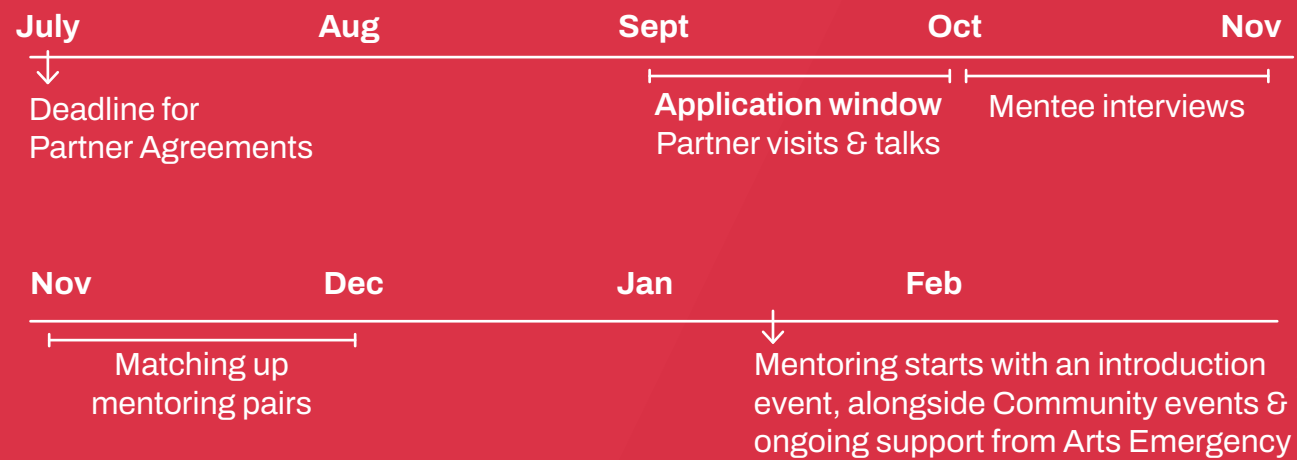 July Aug Sept Oct Nov
Deadline for
Partner Agreements
Application window
Partner visits & talks
Mentee interviews
Nov Dec Jan Feb
Matching up
mentoring pairs
Mentoring starts with an introduction
event, alongside Community events &
ongoing support from Arts Emergency